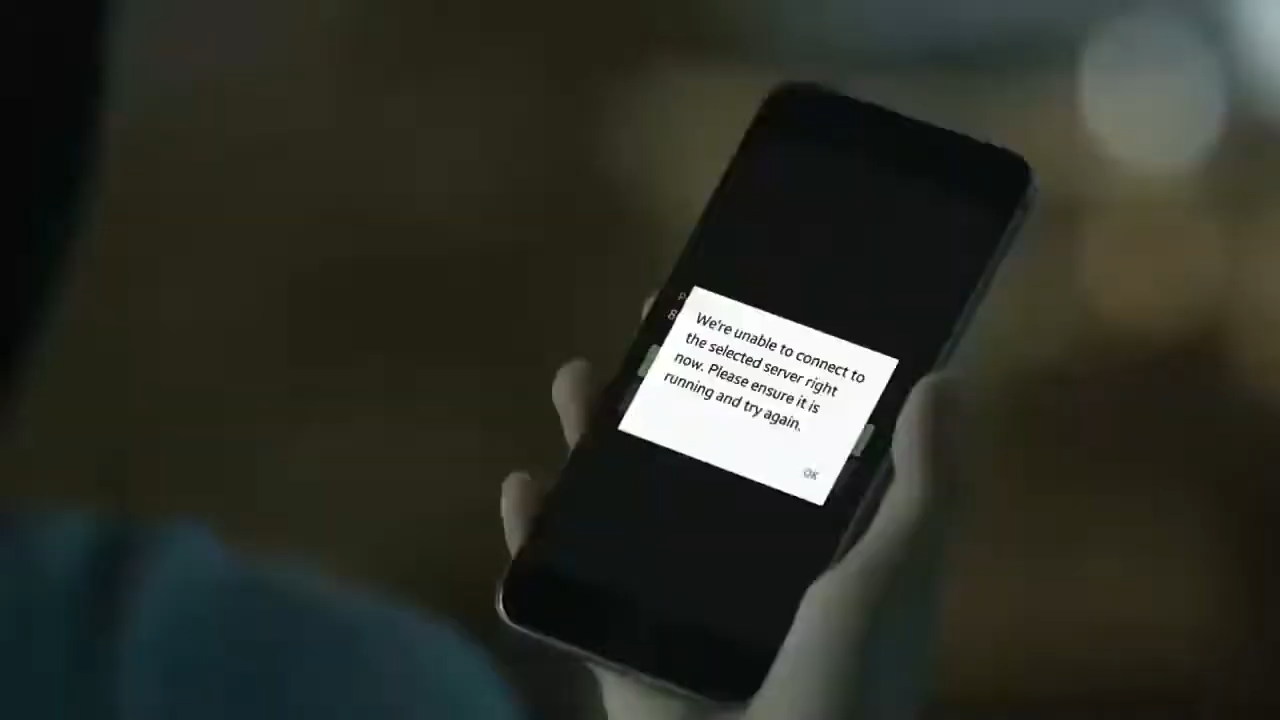 P
8
We're unable to connect to
the selected server right
now. Please ensure it is
running and try again.
OK